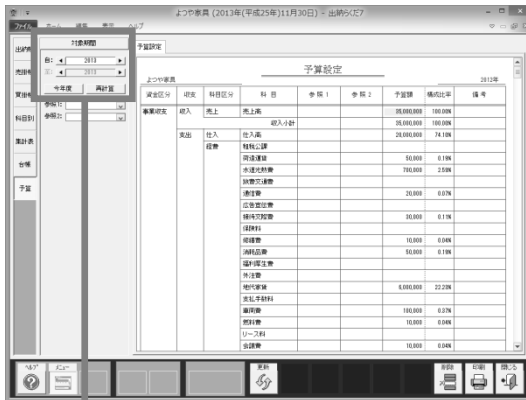 よつや家具 (2013年(平成25年)11月30日) - 出納らくだ7
ファイル ホーム 編集 表示 ヘルプ
出納帳
売掛帳
買掛帳
科目別
集計表
台帳
予算
対象期間
自: 2013
至: 2013
今年度 再計算
参照1:
参照2:
予算設定
予算設定
よつや家具 2012年
資金区分 収支 科目区分 科 目 参 照 1 参 照 2 予算額 構成比率 備 考
事業収支 収入 売上 売上高 35,000,000 100.00%
収入小計 35,000,000 100.00%
支出 仕入 仕入高 20,000,000 74.18%
経費 租税公課
荷造運賃 50,000 0.19%
水道光熱費 700,000 2.59%
旅費交通費
通信費 20,000 0.07%
広告宣伝費
接待交際費 30,000 0.11%
保険料
修繕費 10,000 0.04%
消耗品費 50,000 0.19%
福利厚生費
外注費
地代家賃 6,000,000 22.20%
支払手数料
車両費 100,000 0.37%
燃料費 10,000 0.04%
リース料
会議費 10,000 0.04%
ヘルプ メニュー 更新 削除 印刷 閉じる